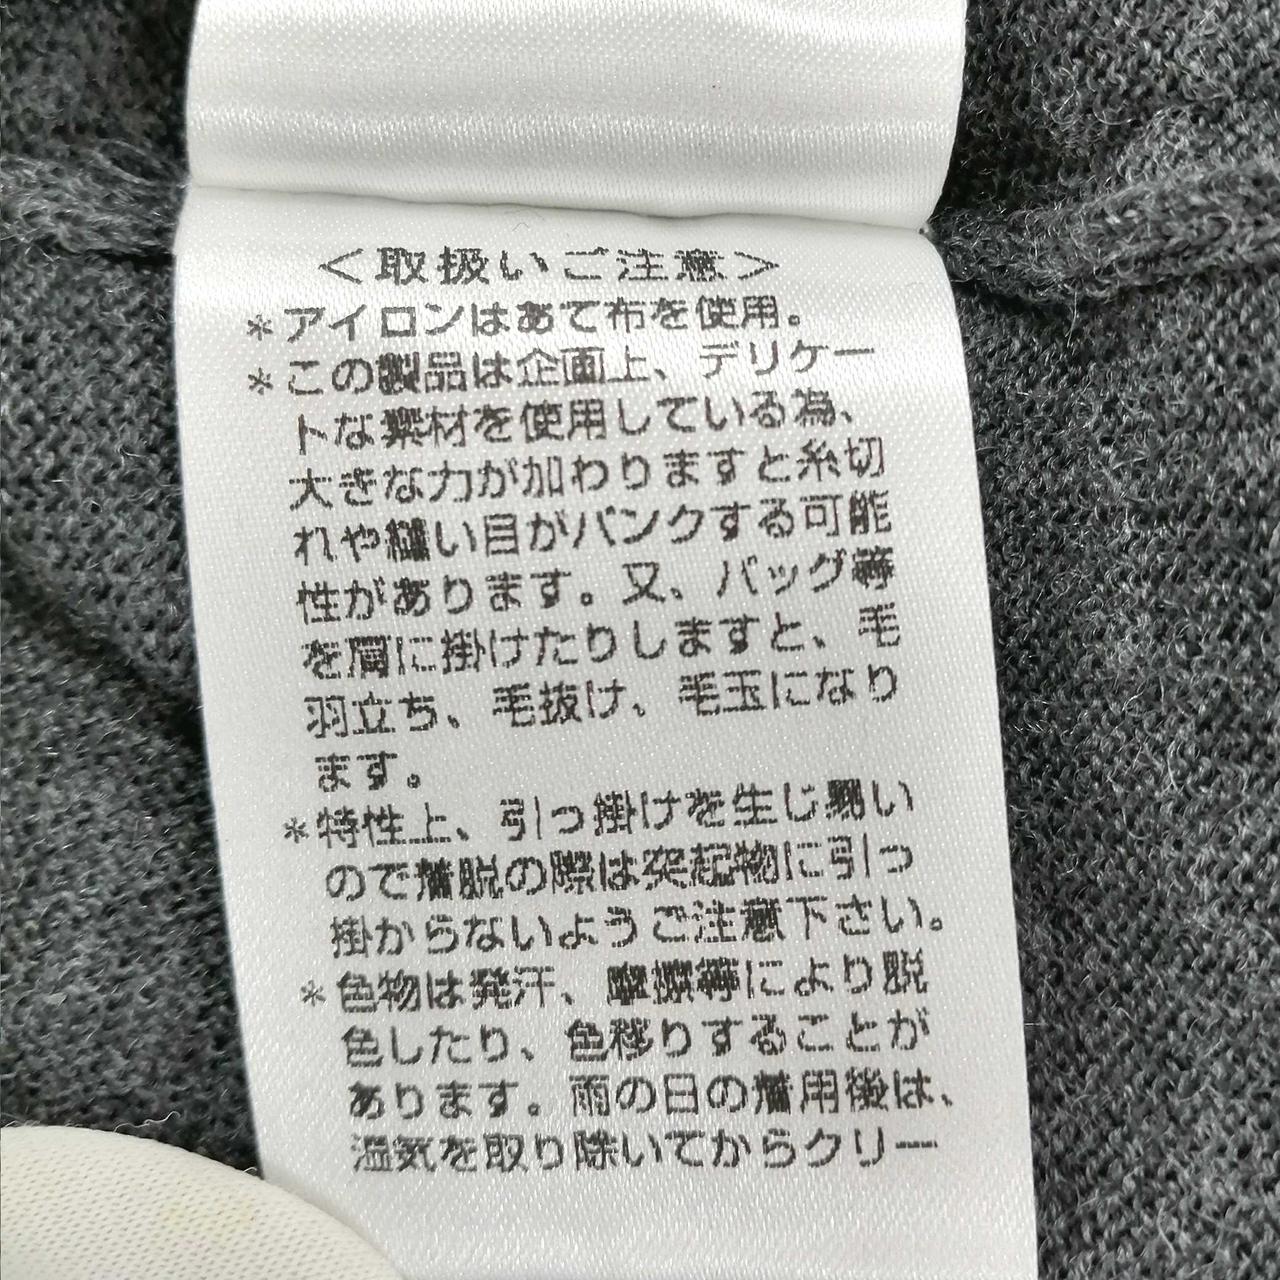 ＜取扱いご注意＞
＊アイロンはあて布を使用。
＊この製品は企画上、デリケー
トな素材を使用している為、
大きな力が加わりますと糸切
れや縫い目がパンクする可能
性があります。又、バッグ等
を肩に掛けたりしますと、毛
羽立ち、毛抜け、毛玉になり
ます。
＊特性上、引っ掛けを生じ易い
ので着脱の際は突起物に引っ
掛からないようご注意下さい。
＊色物は発汗、摩擦等により脱
色したり、色移りすることが
あります。雨の日の着用後は、
湿気を取り除いてからクリー